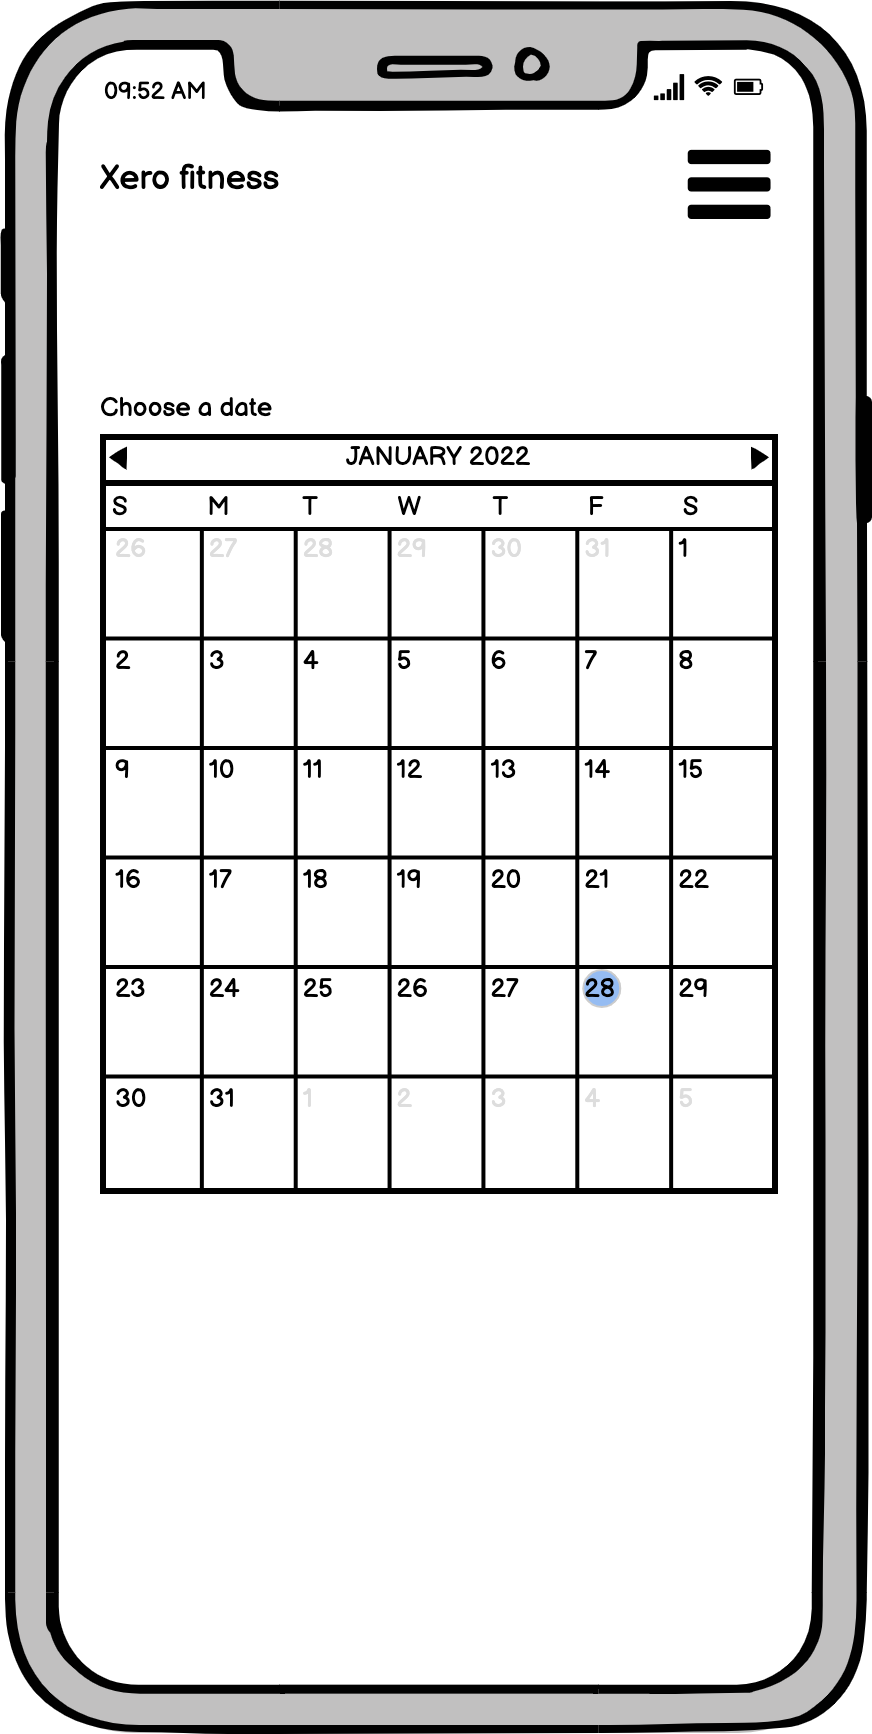 09:52 AM
Xero fitness
Choose a date
JANUARY 2022
S M T W T F S
26 27 28 29 30 31 1
2 3 4 5 6 7 8
9 10 11 12 13 14 15
16 17 18 19 20 21 22
23 24 25 26 27 28 29
30 31 1 2 3 4 5